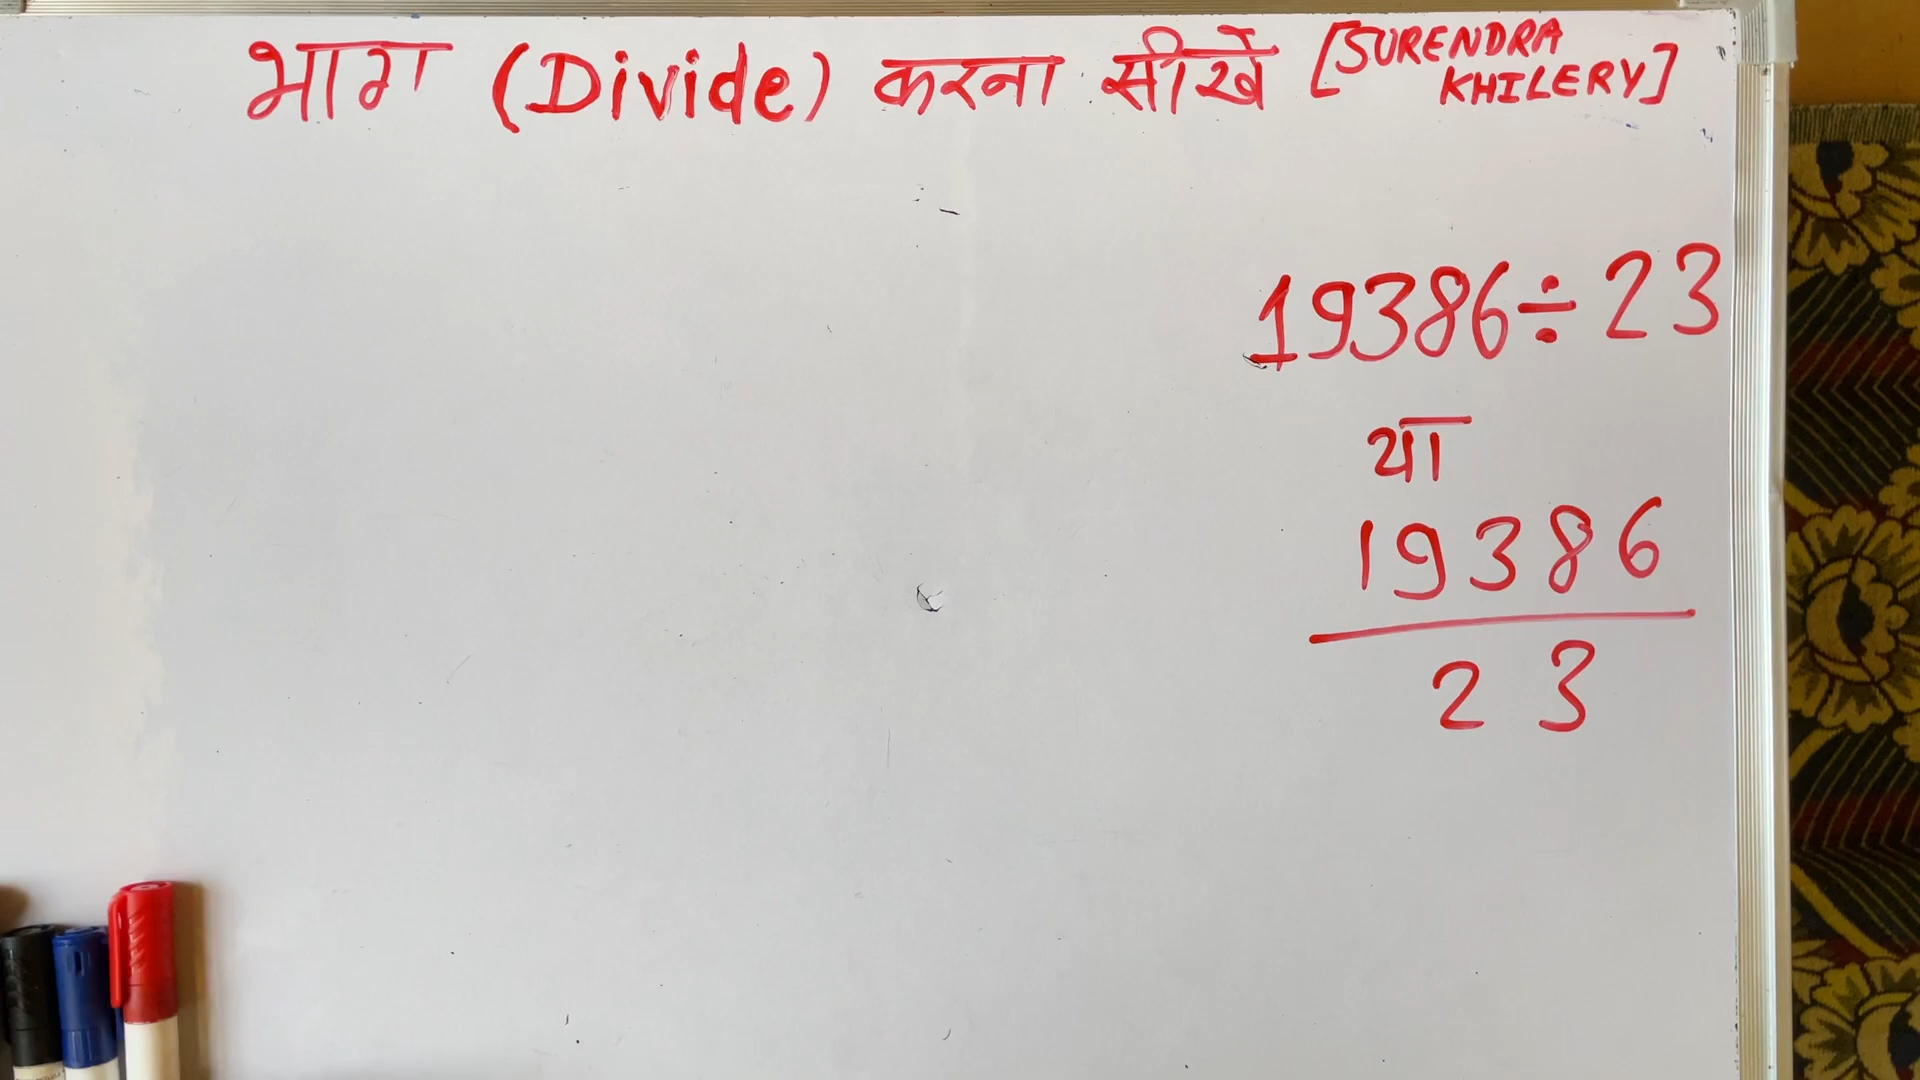 भाग (Divide) करना सीखे [SURENDRA KHILERY]
19386÷23
या
19386
23